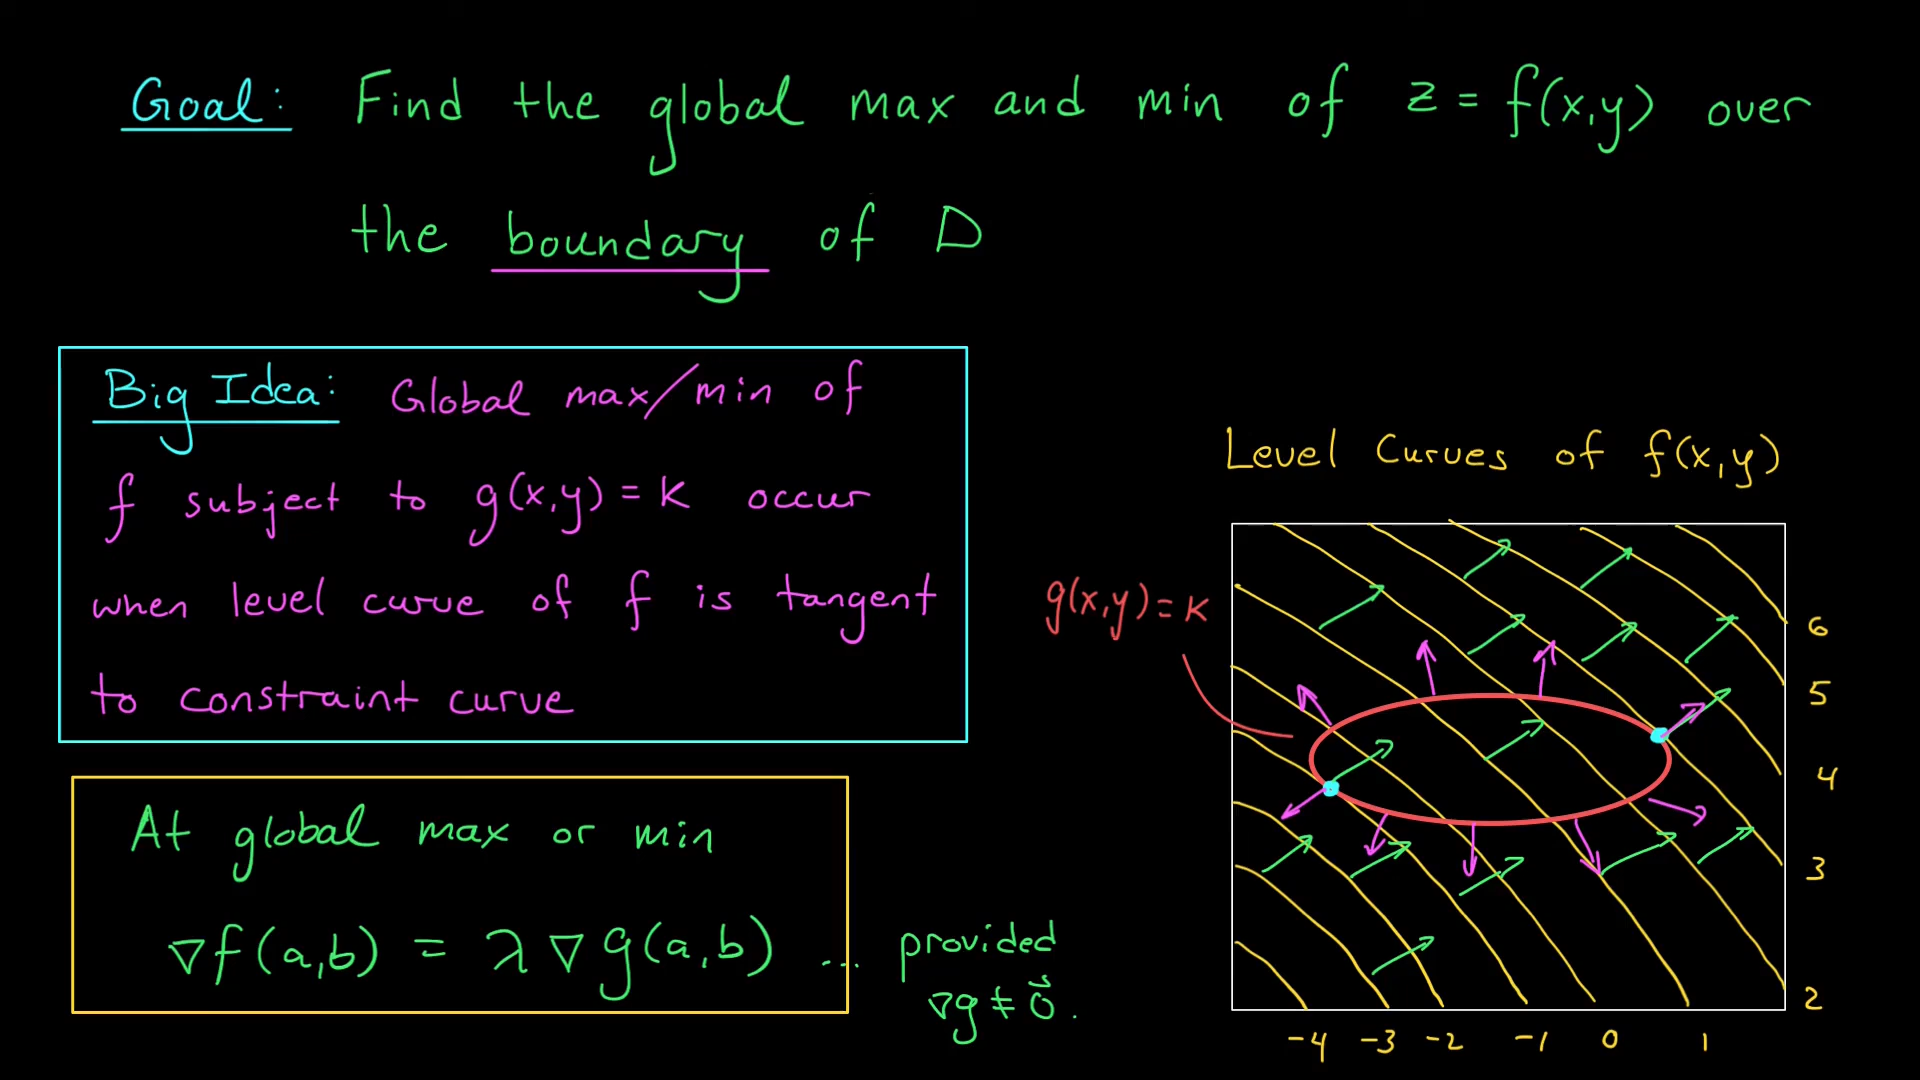 Goal: Find the global max and min of z = f(x,y) over
the boundary of D
Big Idea: Global max/min of
f subject to g(x,y) = K occur
when level curve of f is tangent
to constraint curve
At global max or min
∇f(a,b) = λ∇g(a,b) ... provided
∇g ≠ 0⃗.
Level Curves of f(x,y)
g(x,y) = K
6
5
4
3
2
-4 -3 -2 -1 0 1